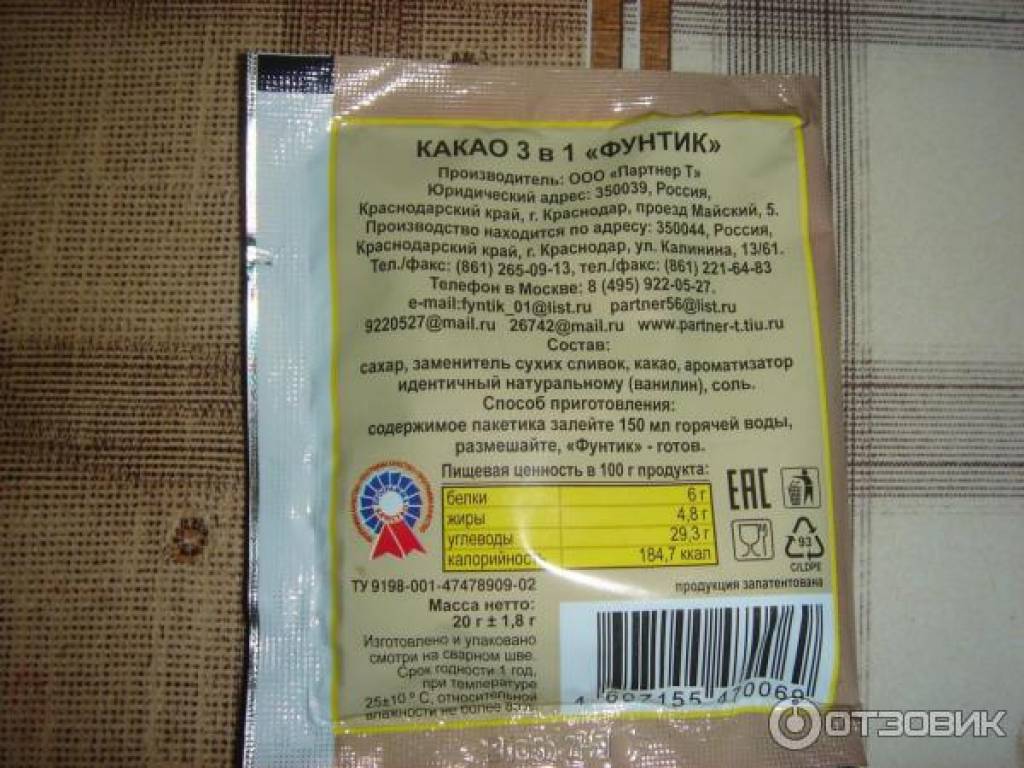 КАКАО 3 в 1 «ФУНТИК»
Производитель: ООО «Партнер Т»
Юридический адрес: 350039, Россия,
Краснодарский край, г. Краснодар, проезд Майский, 5.
Производство находится по адресу: 350044, Россия,
Краснодарский край, г. Краснодар, ул. Калинина, 13/61.
Тел./факс: (861) 265-09-13, тел./факс: (861) 221-64-83
Телефон в Москве: 8 (495) 922-05-27.
e-mail:fyntik_01@list.ru partner56@list.ru
9220527@mail.ru 26742@mail.ru www.partner-t.tiu.ru
Состав:
сахар, заменитель сухих сливок, какао, ароматизатор
идентичный натуральному (ванилин), соль.
Способ приготовления:
содержимое пакетика залейте 150 мл горячей воды,
размешайте, «Фунтик» - готов.
Пищевая ценность в 100 г продукта:
белки 6 г
жиры 4,8 г
углеводы 29,3 г
калорийность 184,7 ккал
EAC
93
C/LDPE
ТУ 9198-001-47478909-02
продукция запатентована
Масса нетто:
20 г ± 1,8 г
Изготовлено и упаковано
смотри на сварном шве.
Срок годности 1 год,
при температуре
25±10 º С, относительной
влажности не более
4 697155 470069
ОТЗОВИК